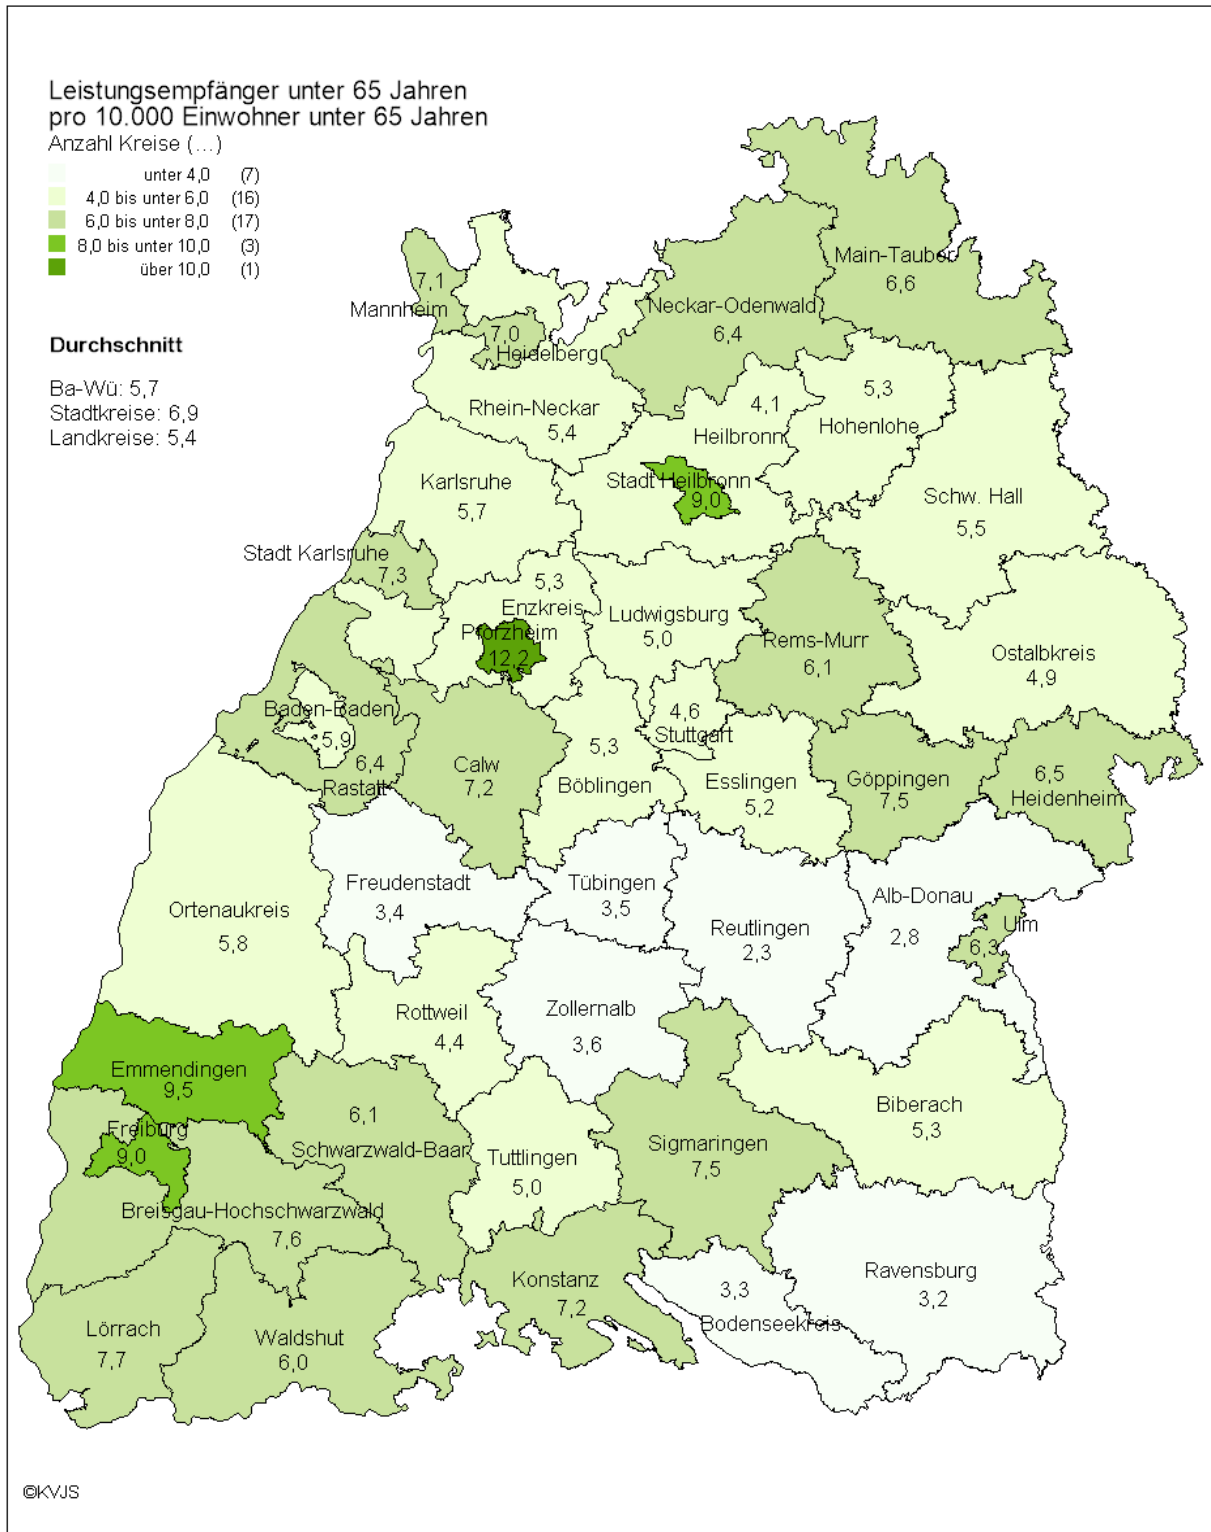 Leistungsempfänger unter 65 Jahren
pro 10.000 Einwohner unter 65 Jahren
Anzahl Kreise (...)
unter 4,0 (7)
4,0 bis unter 6,0 (16)
6,0 bis unter 8,0 (17)
8,0 bis unter 10,0 (3)
über 10,0 (1)
Durchschnitt
Ba-Wü: 5,7
Stadtkreise: 6,9
Landkreise: 5,4
Main-Tauber
6,6
7,1
Mannheim
Neckar-Odenwald
6,4
7,0
Heidelberg
Rhein-Neckar
5,4
4,1
Heilbronn
5,3
Hohenlohe
Karlsruhe
5,7
Stadt Heilbronn
9,0
Schw. Hall
5,5
Stadt Karlsruhe
7,3
5,3
Enzkreis
Pforzheim
12,2
Ludwigsburg
5,0
Rems-Murr
6,1
Ostalbkreis
4,9
Baden-Baden
5,9
6,4
Rastatt
Calw
7,2
5,3
Böblingen
4,6
Stuttgart
Esslingen
5,2
Göppingen
7,5
6,5
Heidenheim
Freudenstadt
3,4
Tübingen
3,5
Reutlingen
2,3
Alb-Donau
2,8
Ulm
6,3
Ortenaukreis
5,8
Rottweil
4,4
Zollernalb
3,6
Emmendingen
9,5
Freiburg
9,0
6,1
Schwarzwald-Baar
Tuttlingen
5,0
Sigmaringen
7,5
Biberach
5,3
Breisgau-Hochschwarzwald
7,6
Konstanz
7,2
3,3
Bodenseekreis
Ravensburg
3,2
Lörrach
7,7
Waldshut
6,0
©KVJS